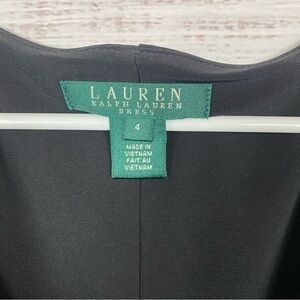 LAUREN
RALPH LAUREN
DRESS
4
MADE IN
VIETNAM
FAIT AU
VIETNAM